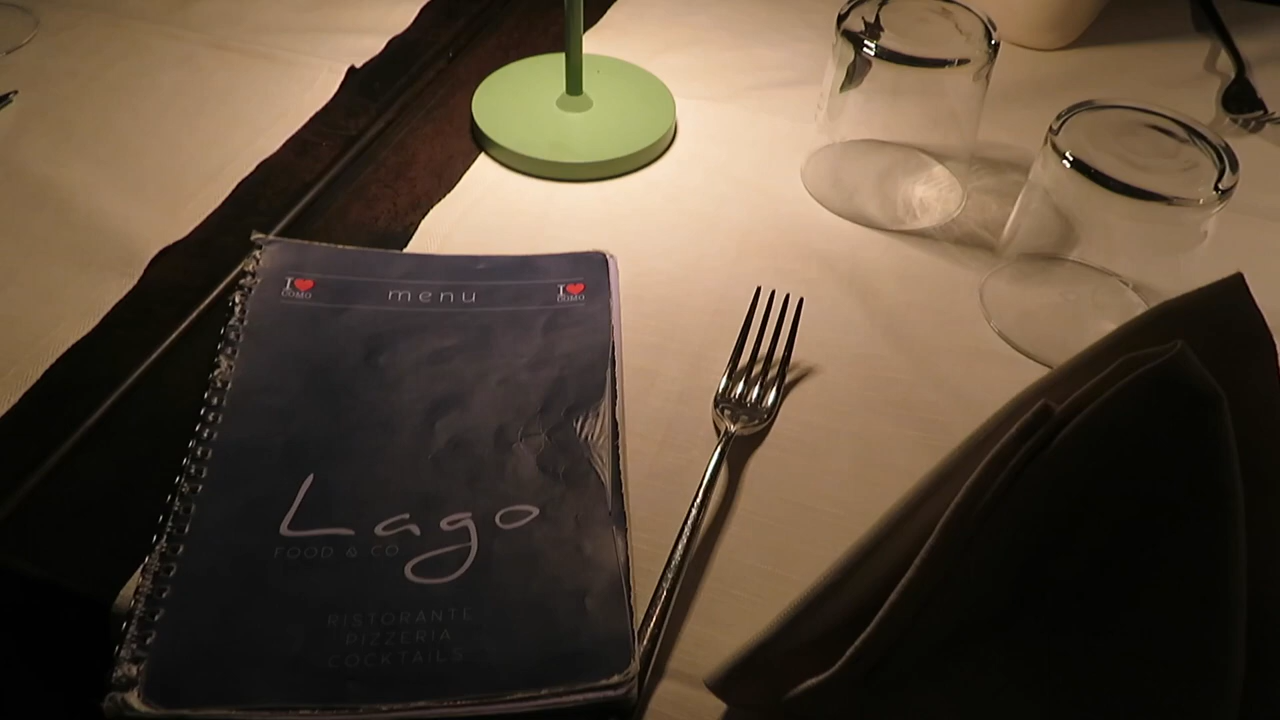 I❤ COMO
menu
I❤ COMO
Lago
FOOD & CO
RISTORANTE
PIZZERIA
COCKTAILS